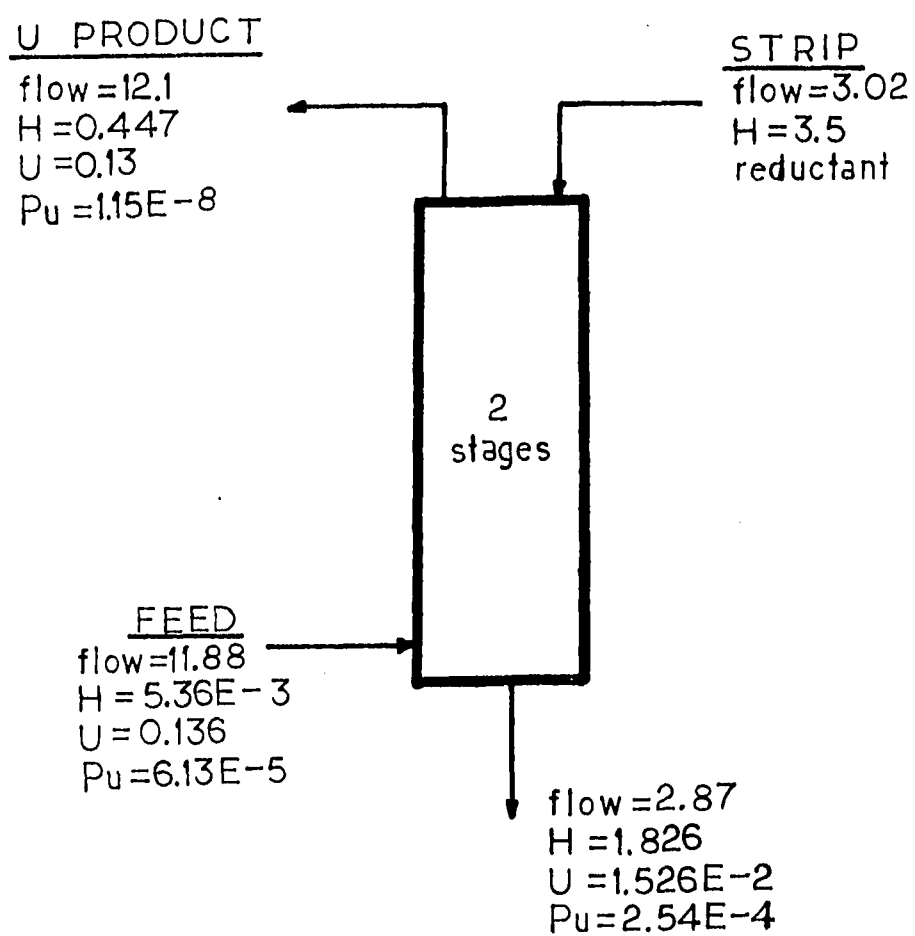 U PRODUCT
flow=12.1
H=0.447
U=0.13
Pu=1.15E-8
STRIP
flow=3.02
H=3.5
reductant
2
stages
FEED
flow=11.88
H=5.36E-3
U=0.136
Pu=6.13E-5
flow=2.87
H=1.826
U=1.526E-2
Pu=2.54E-4